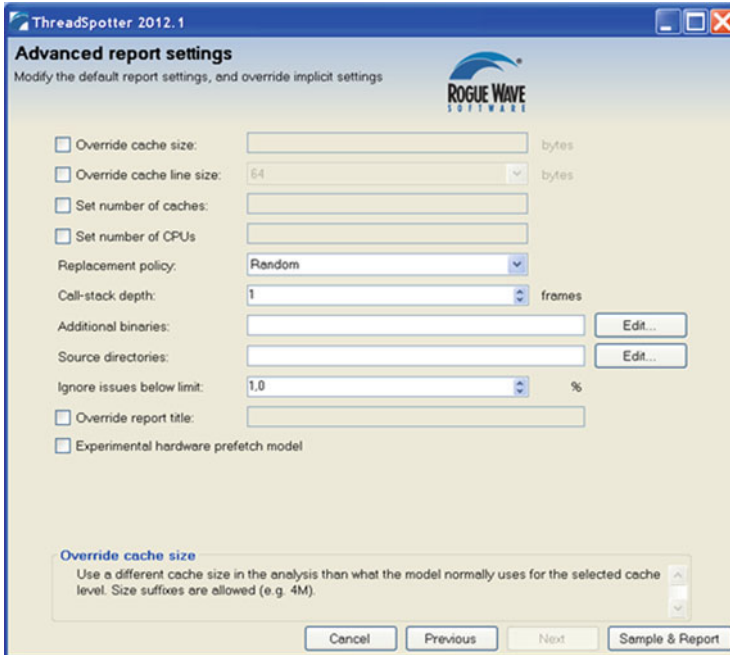 ThreadSpotter 2012.1
Advanced report settings
Modify the default report settings, and override implicit settings
ROGUE WAVE
SOFTWARE
Override cache size: bytes
Override cache line size: 64 bytes
Set number of caches:
Set number of CPUs
Replacement policy: Random
Call-stack depth: 1 frames
Additional binaries: Edit...
Source directories: Edit...
Ignore issues below limit: 1,0 %
Override report title:
Experimental hardware prefetch model
Override cache size
Use a different cache size in the analysis than what the model normally uses for the selected cache
level. Size suffixes are allowed (e.g. 4M).
Cancel Previous Next Sample & Report